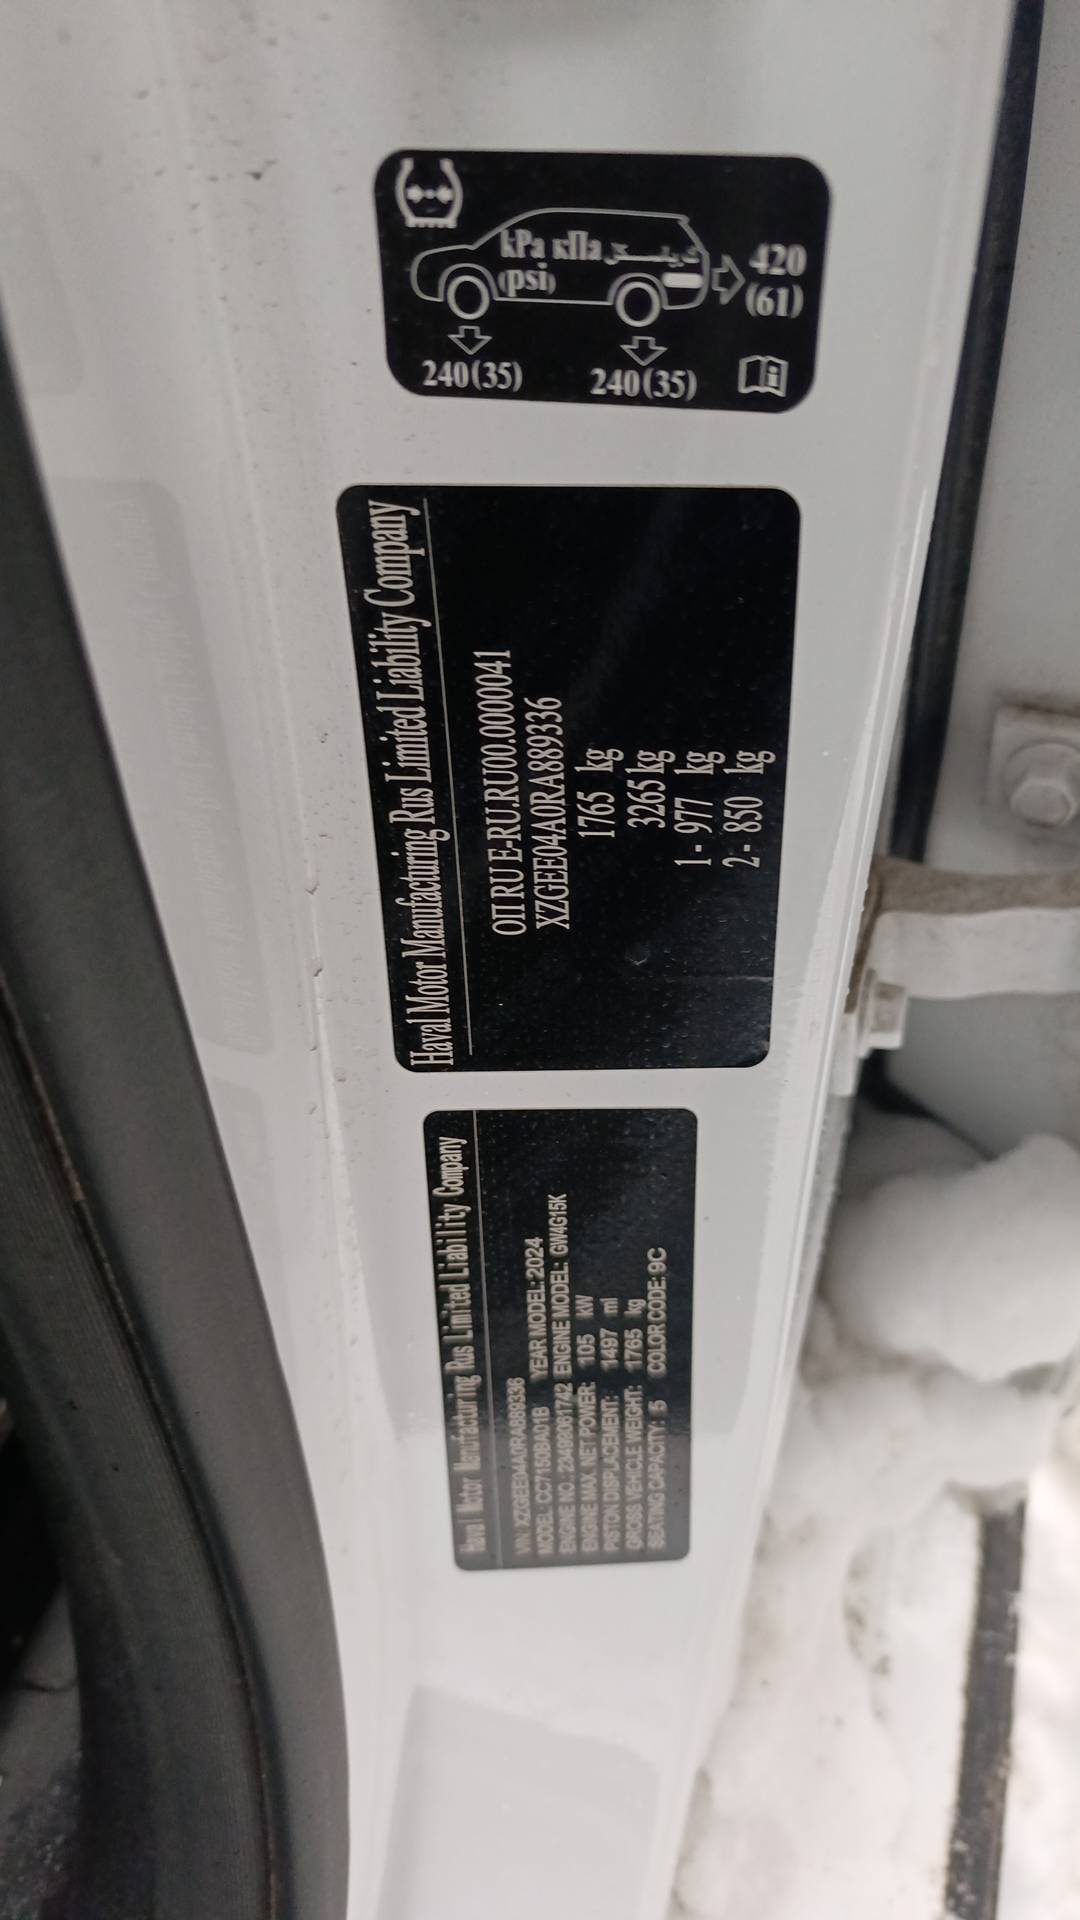 kPa кПа
(psi)
420
(61)
240(35)
240(35)
Haval Motor Manufacturing Rus Limited Liability Company
ОП RU E-RU.RU00.0000041
XZGEE04A0RA889336
1765 kg
3265 kg
1 - 977 kg
2 - 850 kg
Haval Motor Manufacturing Rus Limited Liability Company
VIN: XZGEE04A0RA889336
MODEL: CC7150BA01B YEAR MODEL: 2024
ENGINE NO.: 23498061742 ENGINE MODEL: GW4G15K
ENGINE MAX. NET POWER: 105 kW
PISTON DISPLACEMENT: 1497 ml
GROSS VEHICLE WEIGHT: 1765 kg
SEATING CAPACITY: 5 COLOR CODE: 9C